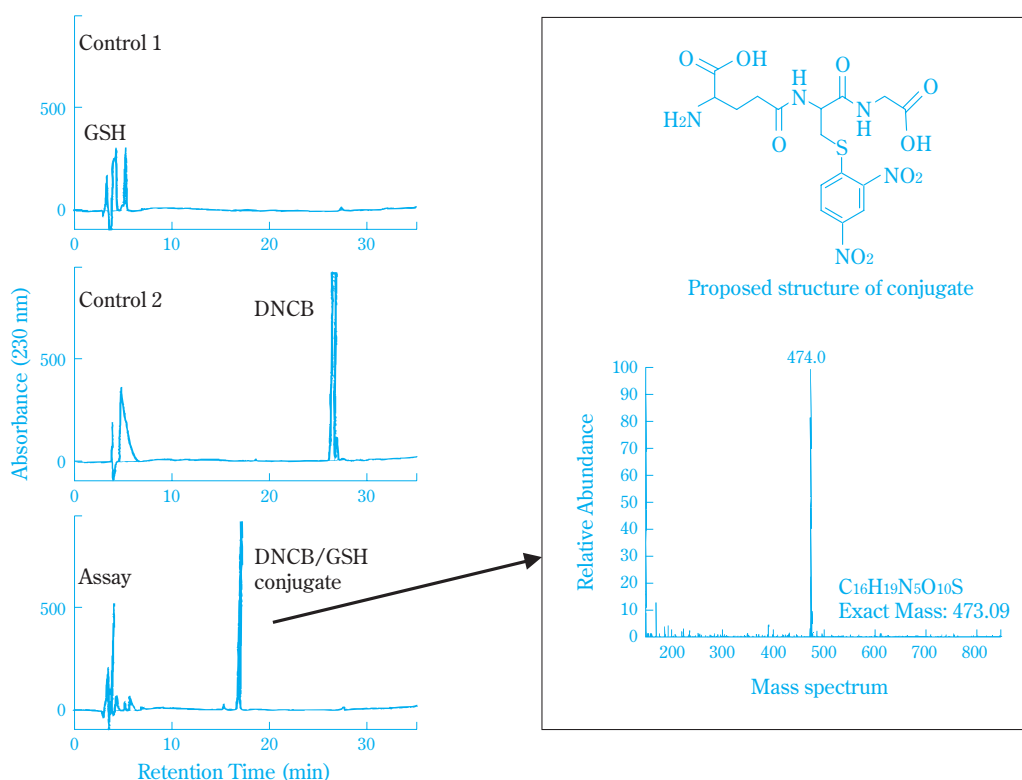 Absorbance (230 nm)
Control 1
GSH
500
0
0 10 20 30
Control 2
DNCB
500
0
0 10 20 30
Assay
DNCB/GSH
conjugate
500
0
0 10 20 30
Retention Time (min)
O
OH
H2N
O
H
N
O
N
H
O
OH
S
NO2
NO2
Proposed structure of conjugate
Relative Abundance
474.0
100
90
80
70
60
50
40
30
20
10
0
C16H19N5O10S
Exact Mass: 473.09
200 300 400 500 600 700 800
Mass spectrum